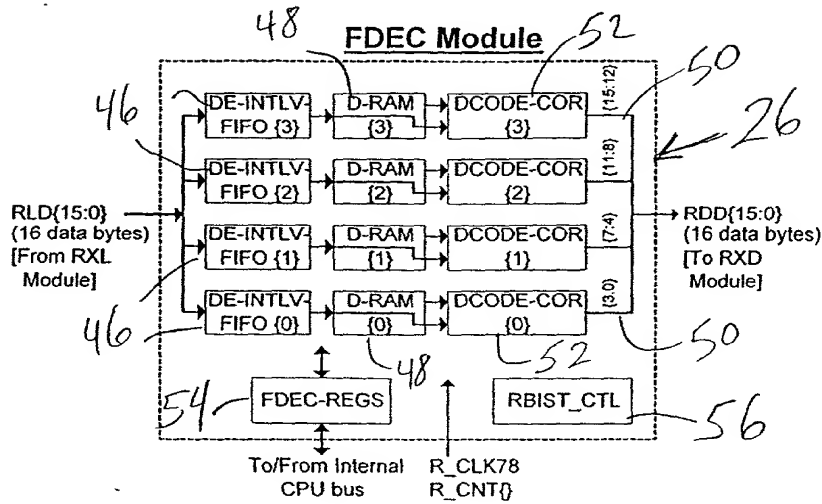 48
FDEC Module
52
46
DE-INTLV-
FIFO {3}
D-RAM
{3}
DCODE-COR
{3}
{15:12}
50
26
46
DE-INTLV-
FIFO {2}
D-RAM
{2}
DCODE-COR
{2}
{11:8}
RLD{15:0}
(16 data bytes)
[From RXL
Module]
RDD{15:0}
(16 data bytes)
[To RXD
Module]
DE-INTLV-
FIFO {1}
D-RAM
{1}
DCODE-COR
{1}
{7:4}
46
DE-INTLV-
FIFO {0}
D-RAM
{0}
DCODE-COR
{0}
{3:0}
48
52
50
54
FDEC-REGS
RBIST_CTL
56
To/From Internal
CPU bus
R_CLK78
R_CNT{}